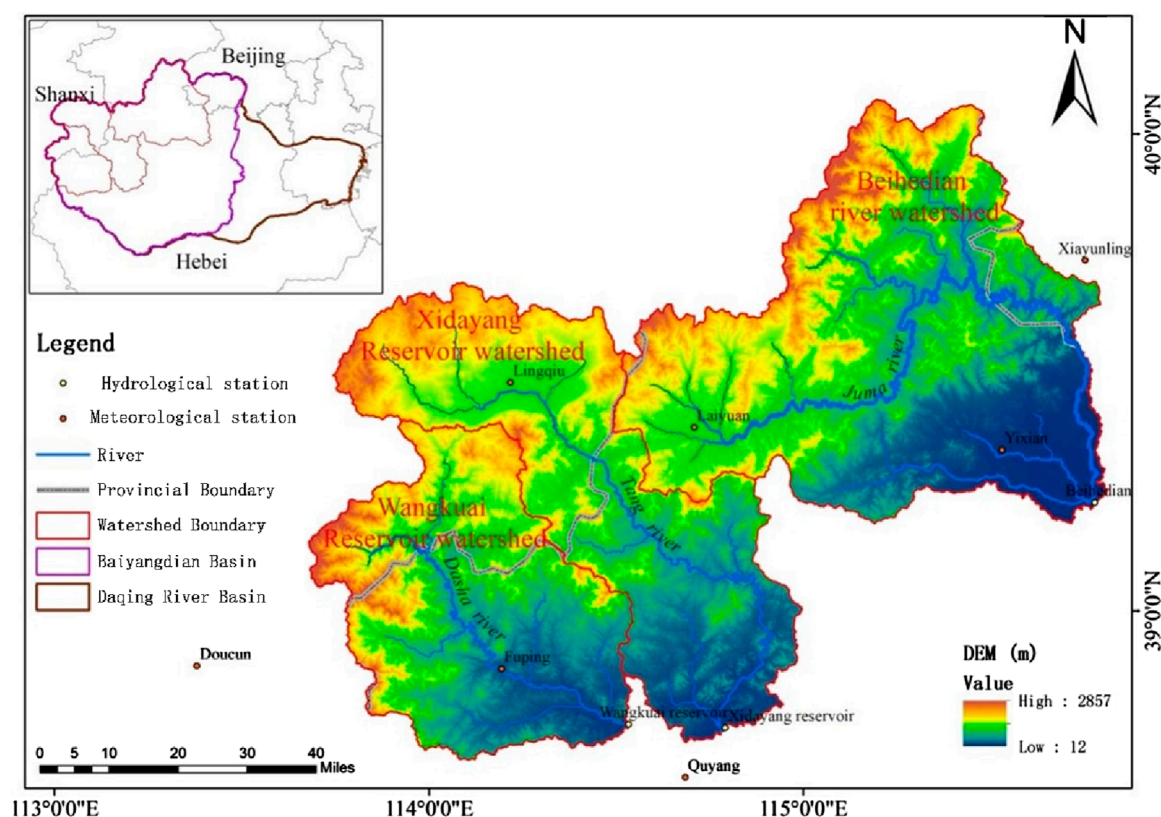 N
Beijing
Shanxi
Hebei
40°0'0"N
Beihedian
river watershed
Xiayunling
Xidayang
Reservoir watershed
Lingqiu
Juma river
Laiyuan
Yixian
Beihedian
Legend
Hydrological station
Meteorological station
River
Provincial Boundary
Watershed Boundary
Baiyangdian Basin
Daqing River Basin
Wangkuai
Reservoir watershed
Tang river
Dasha river
39°0'0"N
Doucun
Fuping
DEM (m)
Value
High : 2857
Low : 12
Wangkuai reservoir
Xidayang reservoir
Quyang
0 5 10 20 30 40
Miles
113°0'0"E
114°0'0"E
115°0'0"E